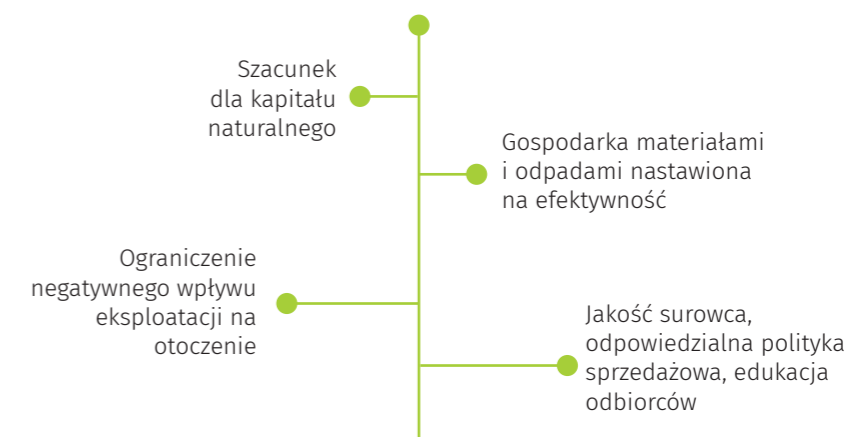 Szacunek
dla kapitału
naturalnego
Gospodarka materiałami
i odpadami nastawiona
na efektywność
Ograniczenie
negatywnego wpływu
eksploatacji na
otoczenie
Jakość surowca,
odpowiedzialna polityka
sprzedażowa, edukacja
odbiorców